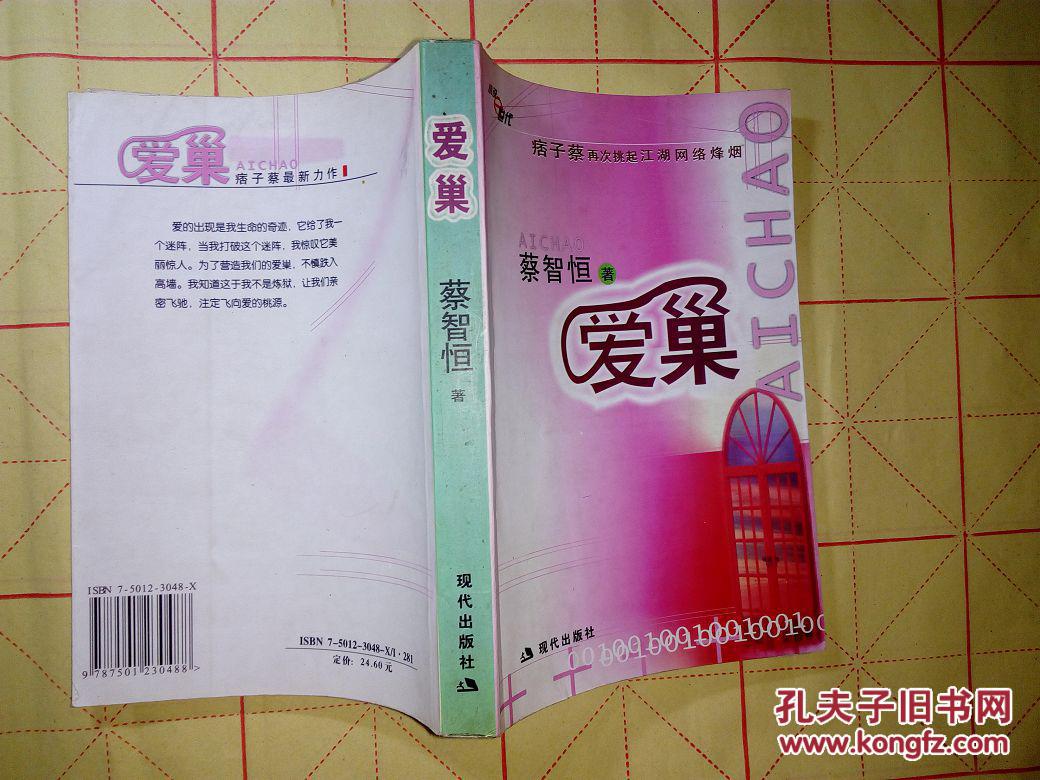 爱巢
AICHAO
痞子蔡最新力作
爱的出现是我生命的奇迹，它给了我一
个迷阵，当我打破这个迷阵，我惊叹它美
丽惊人。为了营造我们的爱巢，不慎跌入
高墙。我知道这于我不是炼狱，让我们亲
密飞驰，注定飞向爱的桃源。
ISBN 7-5012-3048-X
9 787501 230488 >
ISBN 7-5012-3048-X/I·281
定价：24.60元
爱巢
蔡智恒
著
现代出版社
时代
痞子蔡再次挑起江湖网络烽烟
AICHAO
AICHAO
蔡智恒 著
爱巢
现代出版社
001001001001001
00100100100100100
孔夫子旧书网
www.kongfz.com